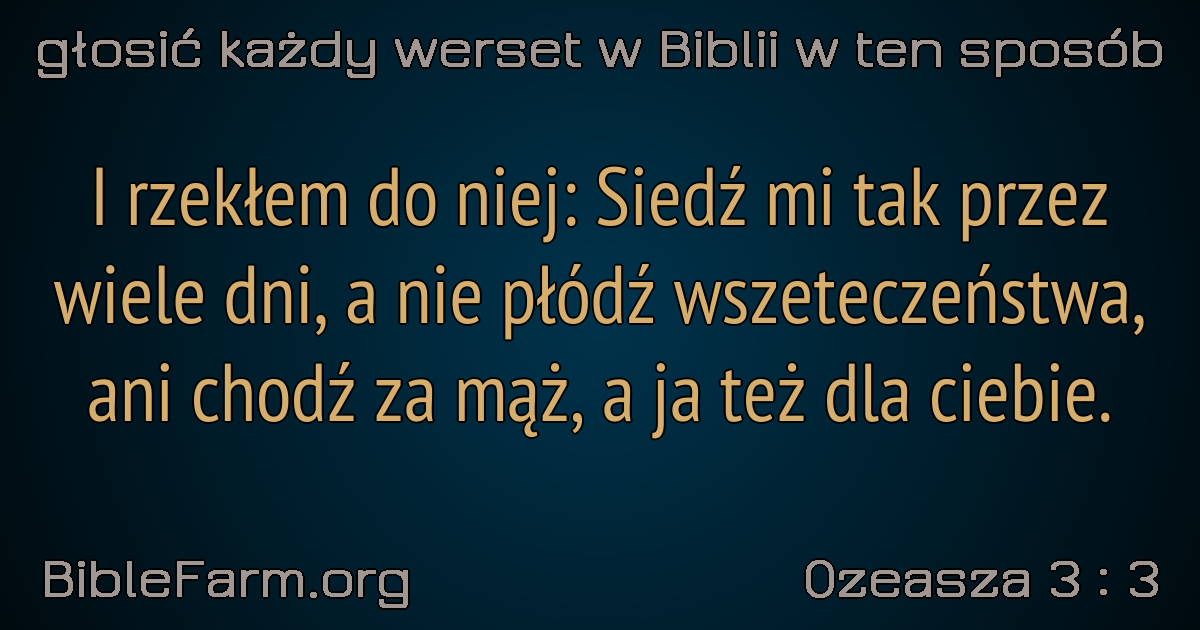 głosić każdy werset w Biblii w ten sposób
I rzekłem do niej: Siedź mi tak przez
wiele dni, a nie płódź wszeteczeństwa,
ani chodź za mąż, a ja też dla ciebie.
BibleFarm.org
Ozeasza 3 : 3